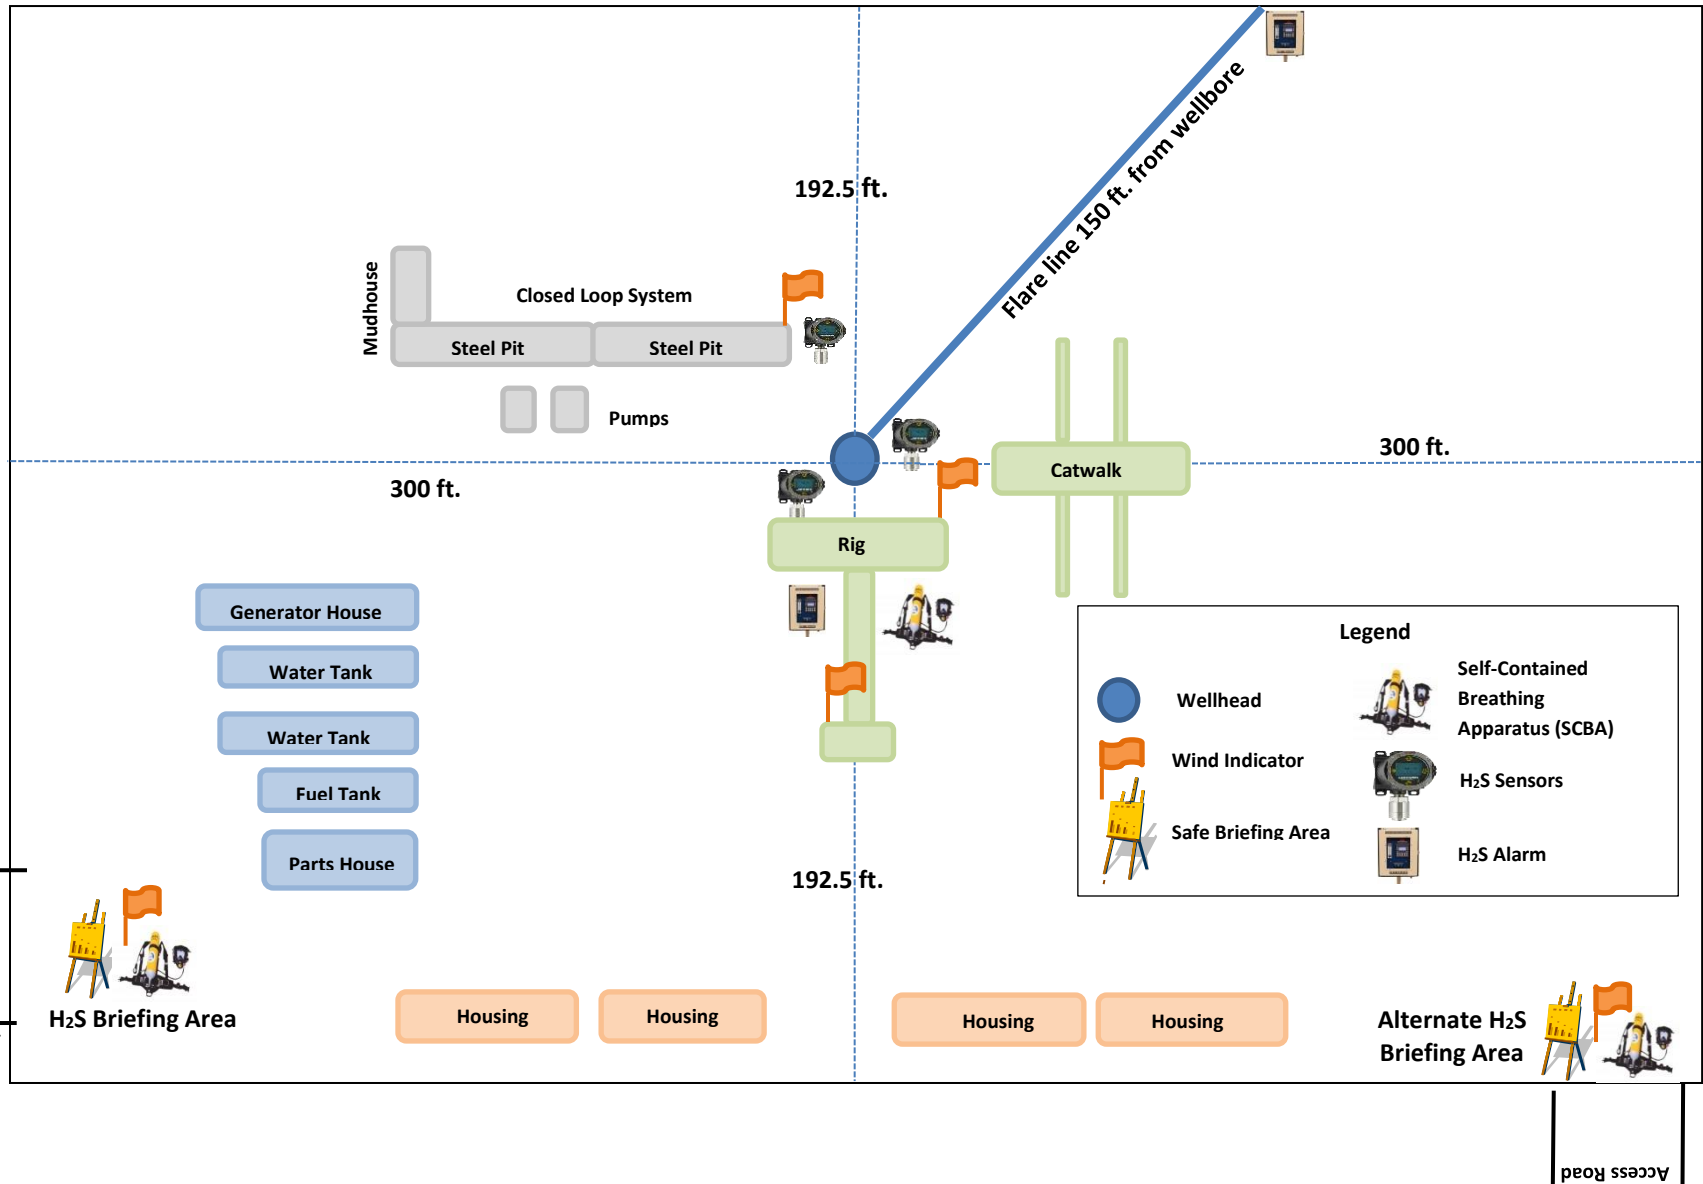 192.5 ft.
Flare line 150 ft. from wellbore
Mudhouse
Closed Loop System
Steel Pit
Steel Pit
Pumps
300 ft.
300 ft.
Catwalk
Rig
Generator House
Water Tank
Water Tank
Fuel Tank
Parts House
192.5 ft.
Legend
Wellhead
Wind Indicator
Safe Briefing Area
Self-Contained
Breathing
Apparatus (SCBA)
H2S Sensors
H2S Alarm
H2S Briefing Area
Housing
Housing
Housing
Housing
Alternate H2S
Briefing Area
Access Road